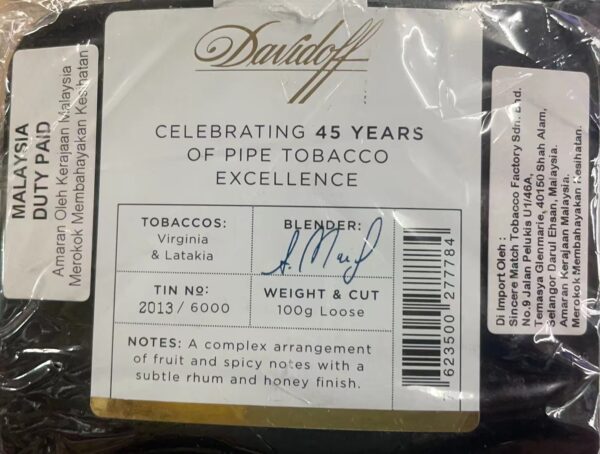 Davidoff
CELEBRATING 45 YEARS
OF PIPE TOBACCO
EXCELLENCE
TOBACCOS:
Virginia
& Latakia
BLENDER:
TIN Nº:
2013 / 6000
WEIGHT & CUT
100g Loose
NOTES: A complex arrangement
of fruit and spicy notes with a
subtle rhum and honey finish.
7 623500 277784
MALAYSIA
DUTY PAID
Amaran Oleh Kerajaan Malaysia
Merokok Membahayakan Kesihatan
Di Import Oleh :
Sincere Match Tobacco Factory Sdn. Bhd.
No.9 Jalan Pelukis U1/46A,
Temasya Glenmarie, 40150 Shah Alam,
Selangor Darul Ehsan, Malaysia.
Amaran Kerajaan Malaysia.
Merokok Membahayakan Kesihatan.